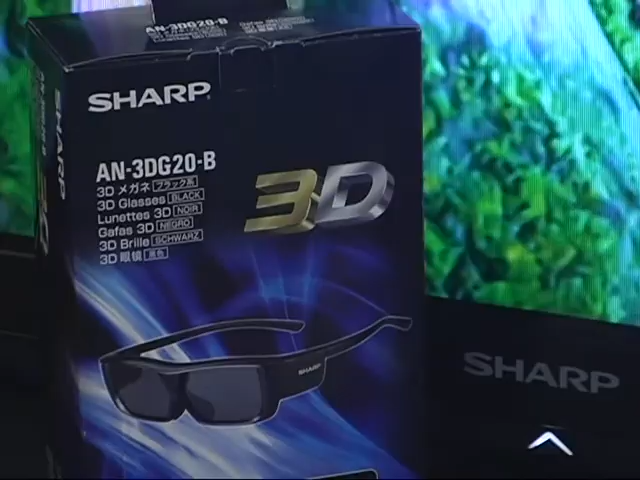 AN-3DG20-B
SHARP
SHARP
AN-3DG20-B
3D
3D メガネ ブラック系
3D Glasses BLACK
Lunettes 3D NOIR
Gafas 3D NEGRO
3D Brille SCHWARZ
3D 眼镜 黑色
SHARP
SHARP